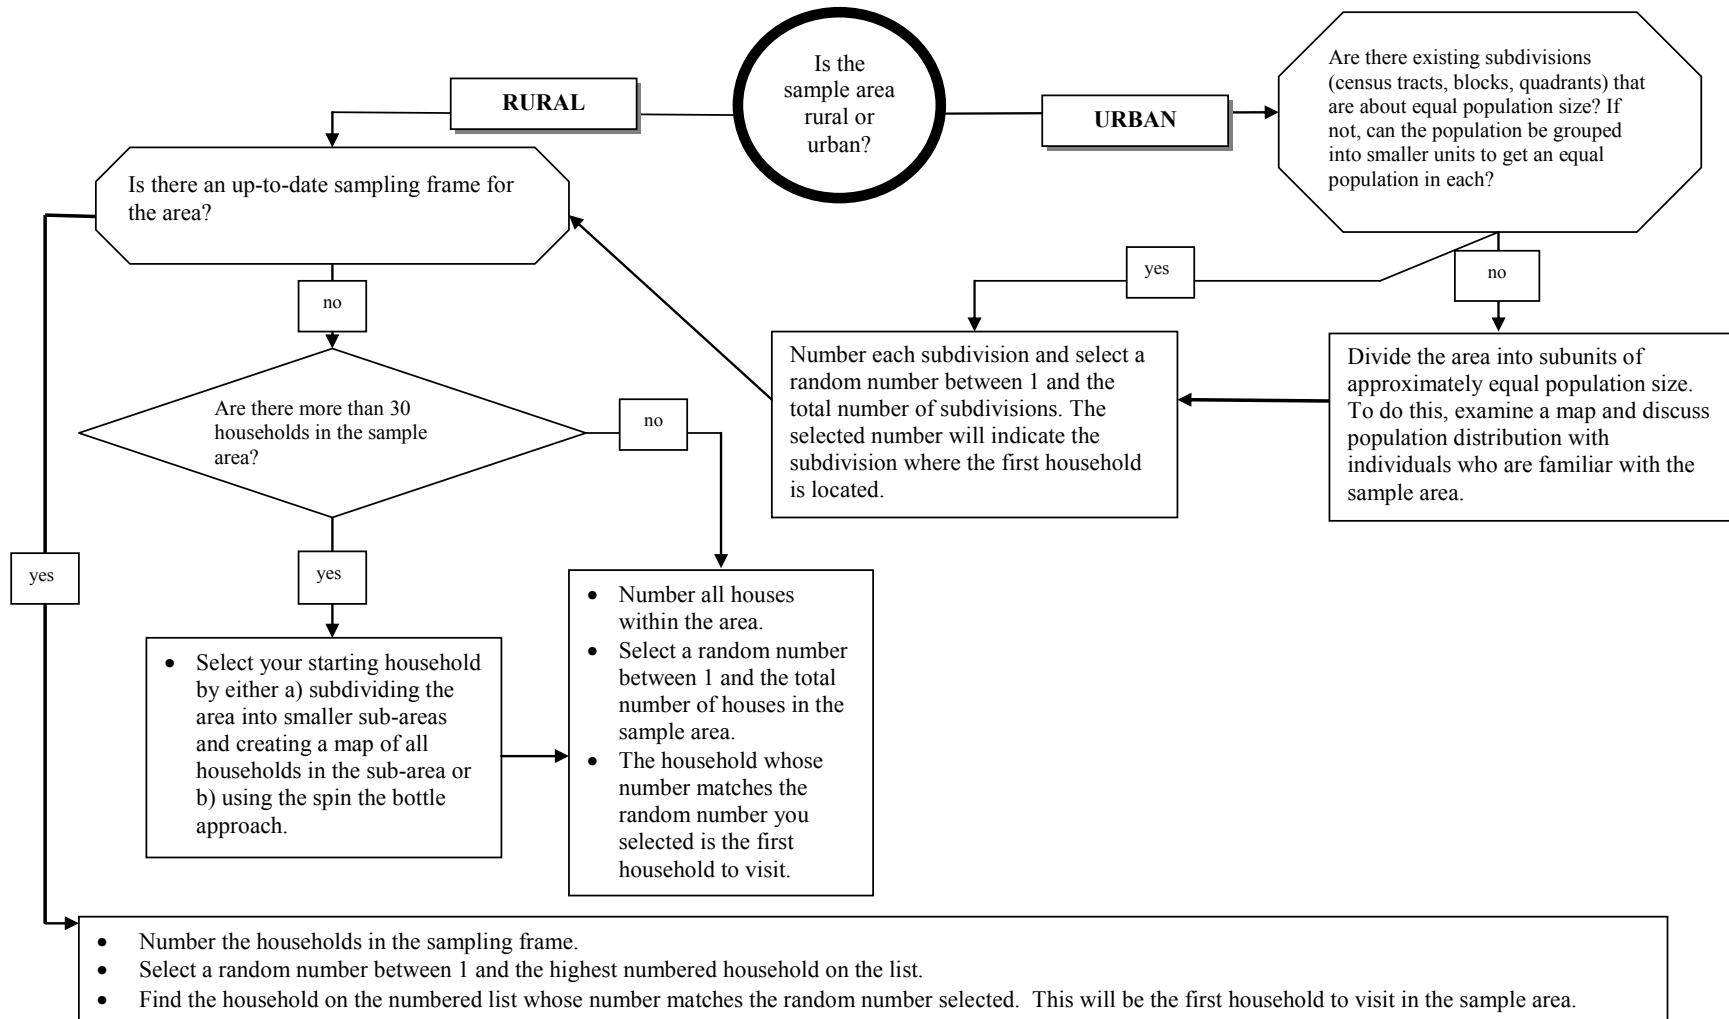 Is the
sample area
rural or
urban?
RURAL
URBAN
Are there existing subdivisions
(census tracts, blocks, quadrants) that
are about equal population size? If
not, can the population be grouped
into smaller units to get an equal
population in each?
Is there an up-to-date sampling frame for
the area?
yes
no
no
Number each subdivision and select a
random number between 1 and the
total number of subdivisions. The
selected number will indicate the
subdivision where the first household
is located.
Divide the area into subunits of
approximately equal population size.
To do this, examine a map and discuss
population distribution with
individuals who are familiar with the
sample area.
Are there more than 30
households in the sample
area?
no
yes
yes
• Select your starting household
by either a) subdividing the
area into smaller sub-areas
and creating a map of all
households in the sub-area or
b) using the spin the bottle
approach.
• Number all houses
within the area.
• Select a random number
between 1 and the total
number of houses in the
sample area.
• The household whose
number matches the
random number you
selected is the first
household to visit.
• Number the households in the sampling frame.
• Select a random number between 1 and the highest numbered household on the list.
• Find the household on the numbered list whose number matches the random number selected. This will be the first household to visit in the sample area.